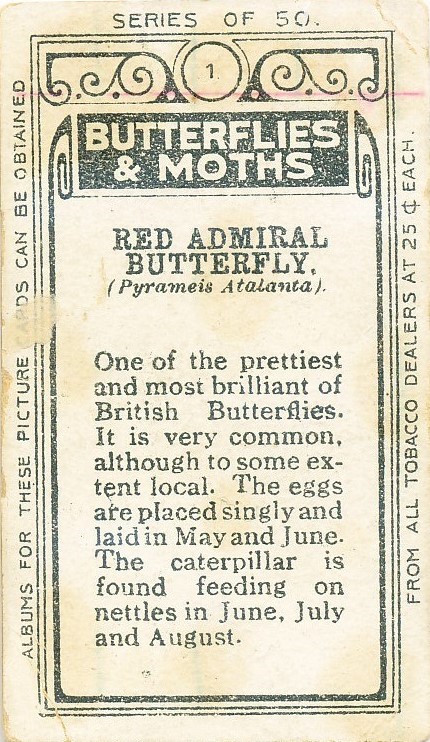 SERIES OF 50.
1
BUTTERFLIES
& MOTHS
RED ADMIRAL
BUTTERFLY.
(Pyrameis Atalanta).
One of the prettiest
and most brilliant of
British Butterflies.
It is very common,
although to some ex-
tent local. The eggs
are placed singly and
laid in May and June.
The caterpillar is
found feeding on
nettles in June, July
and August.
ALBUMS FOR THESE PICTURE CARDS CAN BE OBTAINED
FROM ALL TOBACCO DEALERS AT 25¢ EACH.